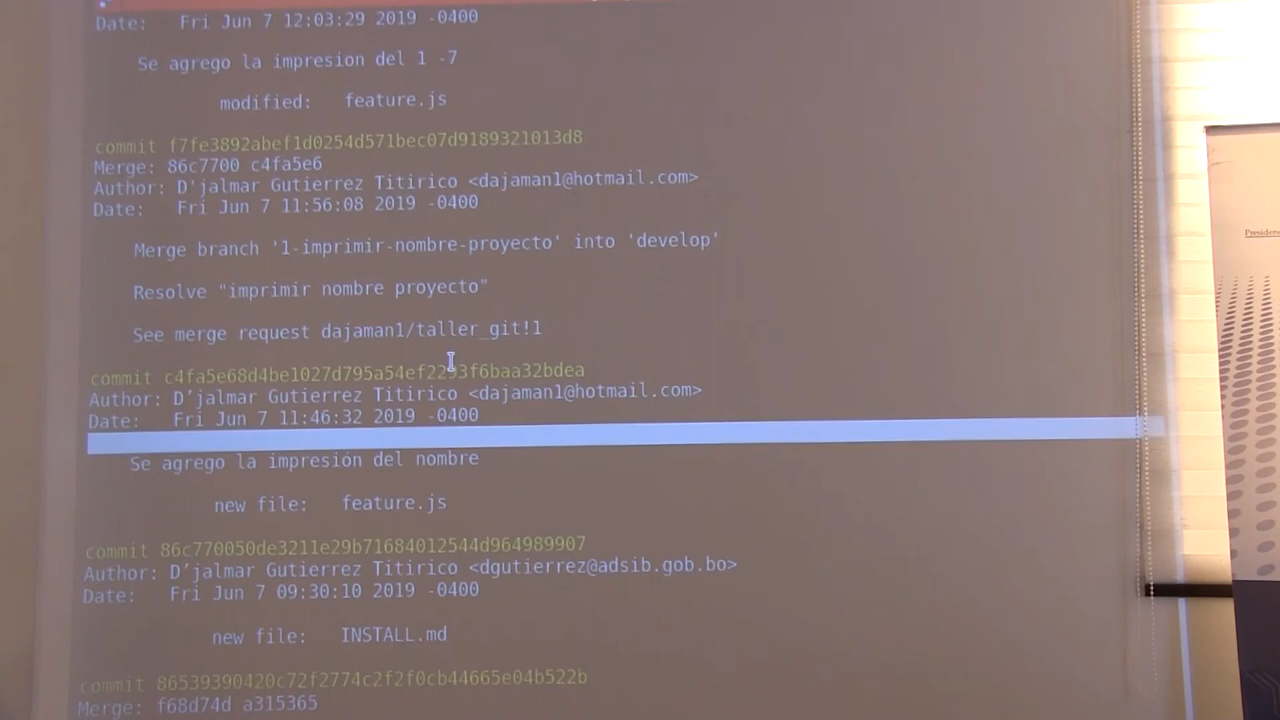 Date:   Fri Jun 7 12:03:29 2019 -0400
Se agrego la impresion del 1 -7
modified:   feature.js
commit f7fe3892abef1d0254d571bec07d9189321013d8
Merge: 86c7700 c4fa5e6
Author: D'jalmar Gutierrez Titirico <dajaman1@hotmail.com>
Date:   Fri Jun 7 11:56:08 2019 -0400
Merge branch '1-imprimir-nombre-proyecto' into 'develop'
Resolve "imprimir nombre proyecto"
See merge request dajaman1/taller_git!1
commit c4fa5e68d4be1027d795a54ef2293f6baa32bdea
Author: D’jalmar Gutierrez Titirico <dajaman1@hotmail.com>
Date:   Fri Jun 7 11:46:32 2019 -0400
Se agrego la impresión del nombre
new file:   feature.js
commit 86c770050de3211e29b71684012544d964989907
Author: D’jalmar Gutierrez Titirico <dgutierrez@adsib.gob.bo>
Date:   Fri Jun 7 09:30:10 2019 -0400
new file:   INSTALL.md
commit 86539390420c72f2774c2f2f0cb44665e04b522b
Merge: f68d74d a315365